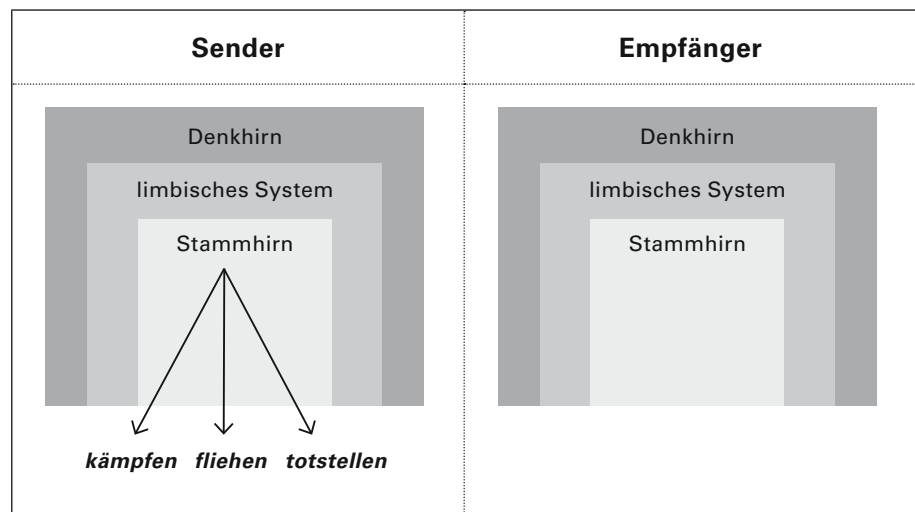 Sender
Empfänger
Denkhirn
limbisches System
Stammhirn
kämpfen fliehen totstellen
Denkhirn
limbisches System
Stammhirn